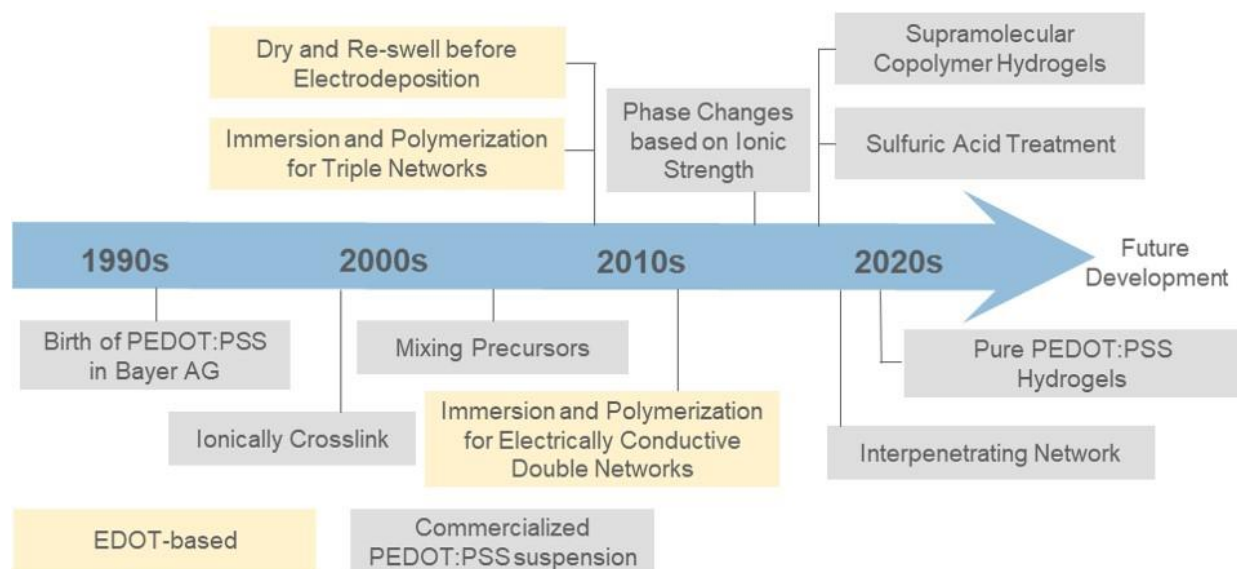 Dry and Re-swell before
Electrodeposition
Immersion and Polymerization
for Triple Networks
Phase Changes
based on Ionic
Strength
Supramolecular
Copolymer Hydrogels
Sulfuric Acid Treatment
1990s
2000s
2010s
2020s
Future
Development
Birth of PEDOT:PSS
in Bayer AG
Ionically Crosslink
Mixing Precursors
Immersion and Polymerization
for Electrically Conductive
Double Networks
Pure PEDOT:PSS
Hydrogels
Interpenetrating Network
EDOT-based
Commercialized
PEDOT:PSS suspension